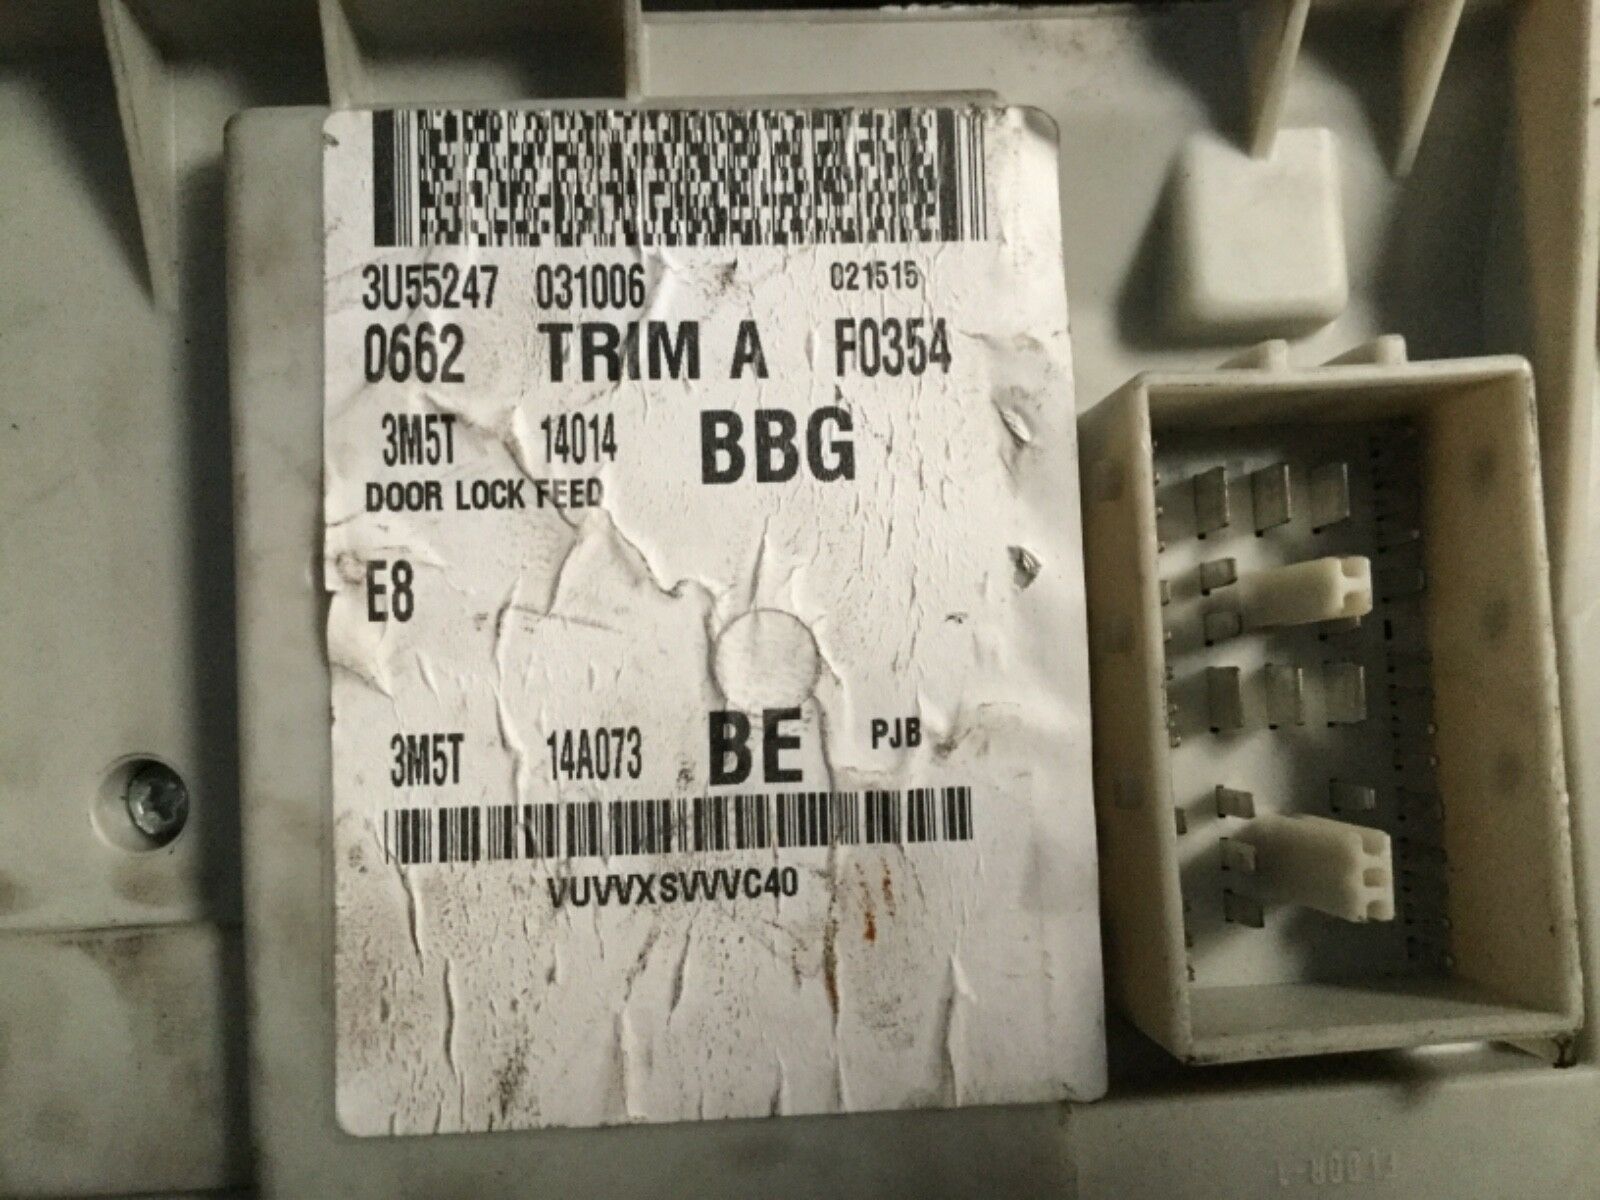 3U55247 031006 021515
0662 TRIM A F0354
3M5T 14014 BBG
DOOR LOCK FEED
E8
3M5T 14A073 BE PJB
VUVVXSVVVC40